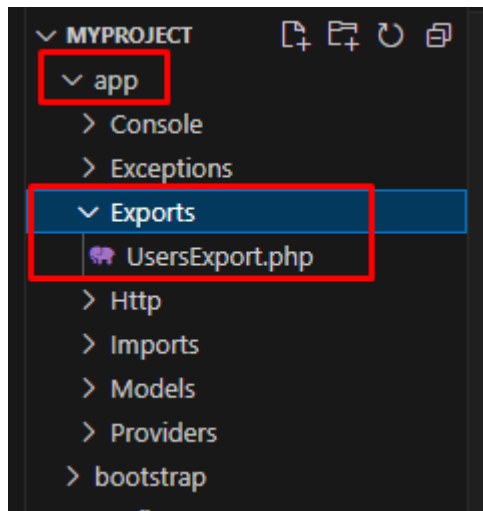 MYPROJECT
app
Console
Exceptions
Exports
UsersExport.php
Http
Imports
Models
Providers
bootstrap